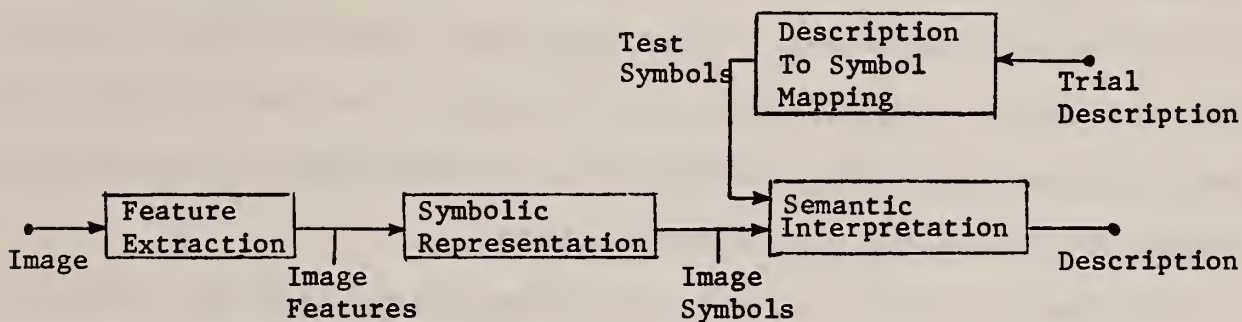 Test
Symbols
Description
To Symbol
Mapping
Trial
Description
Image
Feature
Extraction
Image
Features
Symbolic
Representation
Image
Symbols
Semantic
Interpretation
Description